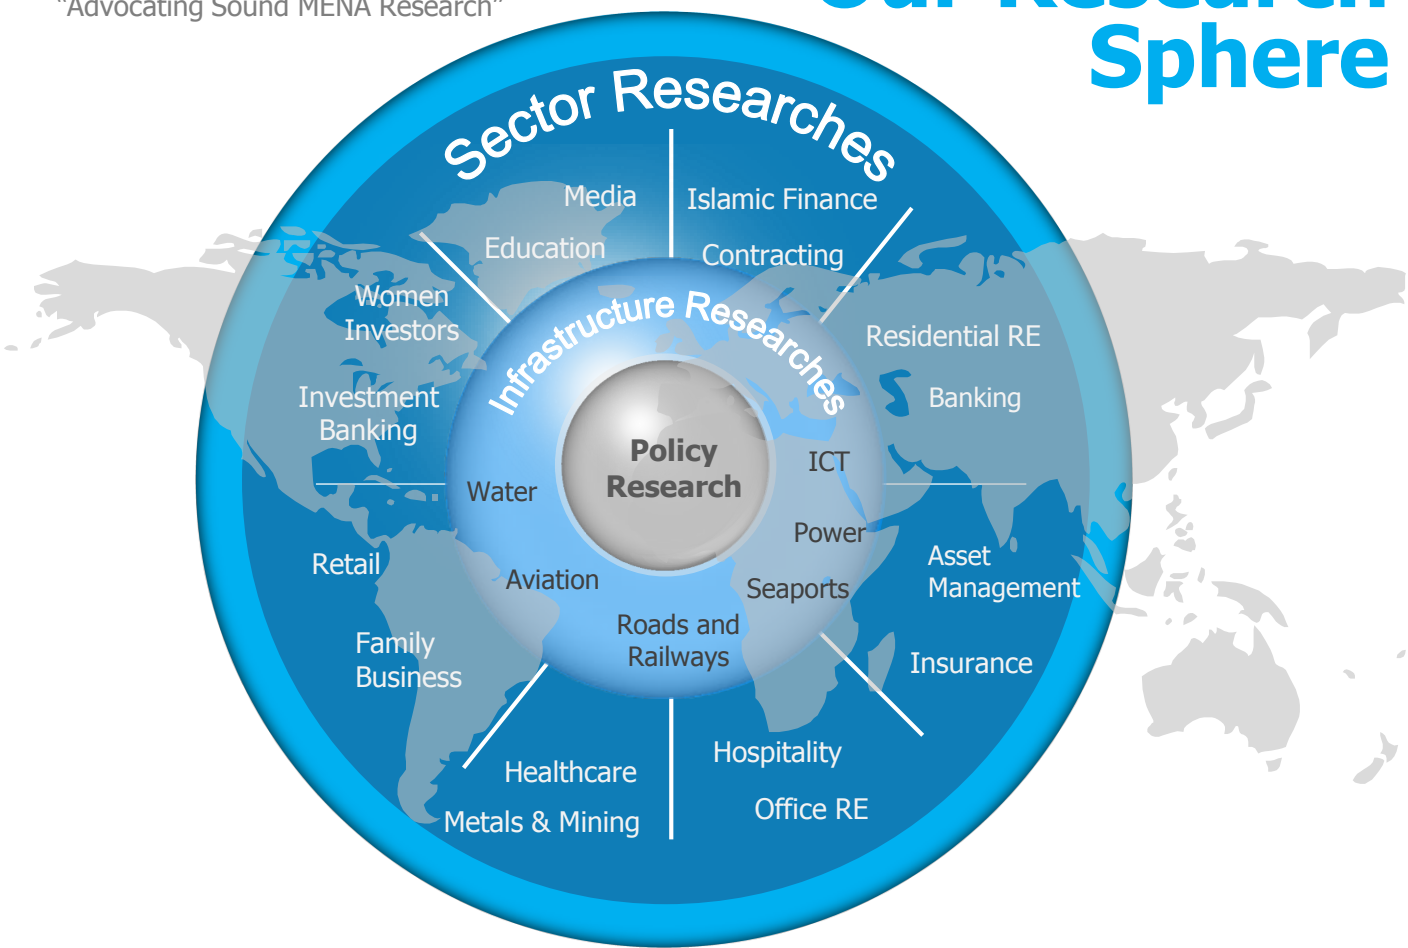 “Advocating Sound MENA Research”
Our Research
Sphere
Sector Researches
Media
Islamic Finance
Education
Contracting
Women
Investors
Infrastructure Researches
Residential RE
Investment
Banking
Banking
Policy
Research
ICT
Water
Power
Retail
Aviation
Seaports
Asset
Management
Roads and
Railways
Family
Business
Insurance
Hospitality
Healthcare
Office RE
Metals & Mining